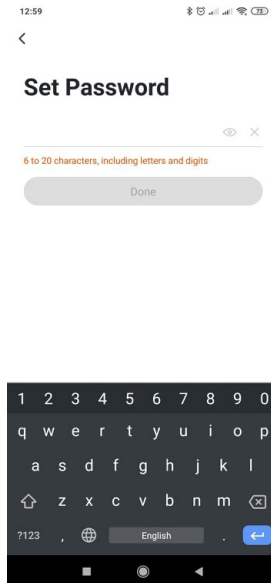 12:59
73
Set Password
6 to 20 characters, including letters and digits
Done
1 2 3 4 5 6 7 8 9 0
q w e r t y u i o p
a s d f g h j k l
z x c v b n m
?123 , English .